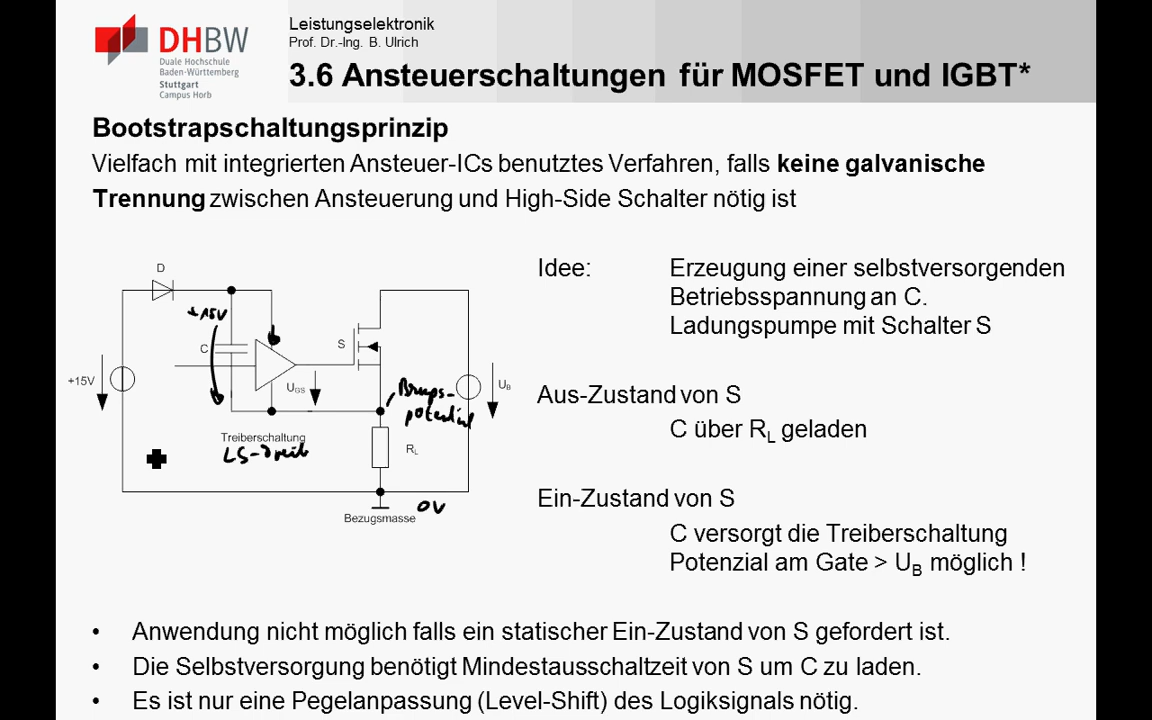 DHBW
Duale Hochschule
Baden-Württemberg
Stuttgart
Campus Horb
Leistungselektronik
Prof. Dr.-Ing. B. Ulrich
3.6 Ansteuerschaltungen für MOSFET und IGBT*
Bootstrapschaltungsprinzip
Vielfach mit integrierten Ansteuer-ICs benutztes Verfahren, falls keine galvanische
Trennung zwischen Ansteuerung und High-Side Schalter nötig ist
D
+15V
C
S
UGS
+15V
UB
potential
Treiberschaltung
RL
0V
Bezugsmasse
Idee: Erzeugung einer selbstversorgenden
Betriebsspannung an C.
Ladungspumpe mit Schalter S
Aus-Zustand von S
C über RL geladen
Ein-Zustand von S
C versorgt die Treiberschaltung
Potenzial am Gate > UB möglich !
• Anwendung nicht möglich falls ein statischer Ein-Zustand von S gefordert ist.
• Die Selbstversorgung benötigt Mindestausschaltzeit von S um C zu laden.
• Es ist nur eine Pegelanpassung (Level-Shift) des Logiksignals nötig.